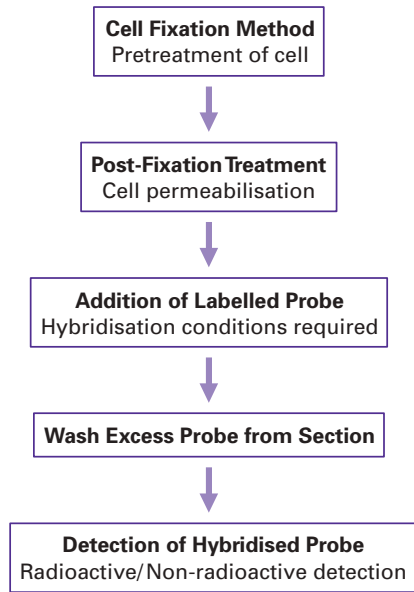 Cell Fixation Method
Pretreatment of cell
Post-Fixation Treatment
Cell permeabilisation
Addition of Labelled Probe
Hybridisation conditions required
Wash Excess Probe from Section
Detection of Hybridised Probe
Radioactive/Non-radioactive detection